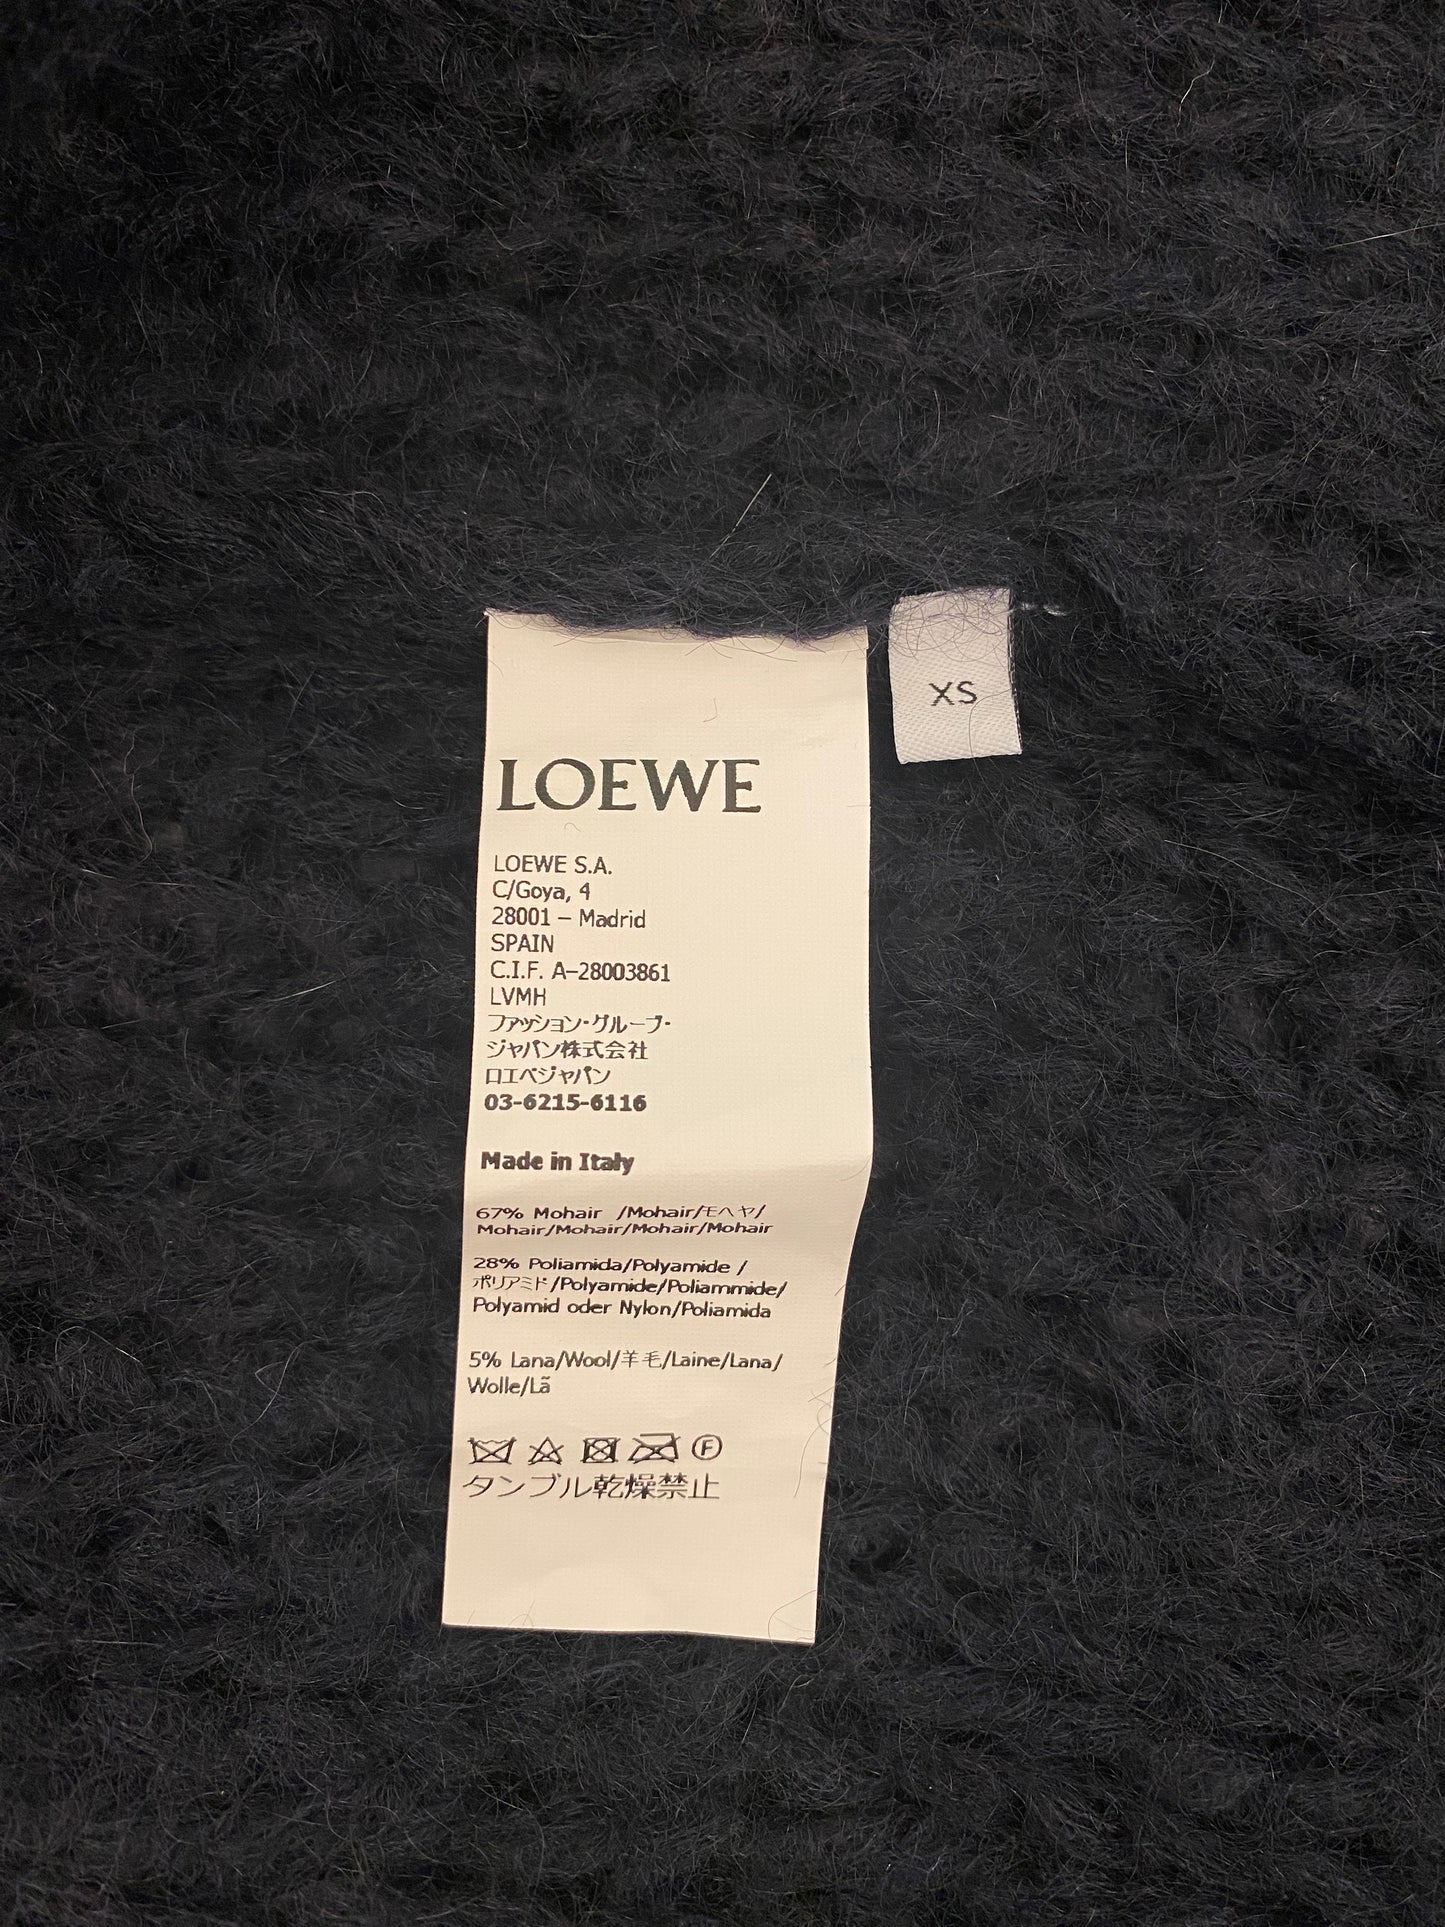 XS
LOEWE
LOEWE S.A.
C/Goya, 4
28001 – Madrid
SPAIN
C.I.F. A–28003861
LVMH
ファッション・グループ・
ジャパン株式会社
ロエベジャパン
03-6215-6116
Made in Italy
67% Mohair /Mohair/モヘヤ/
Mohair/Mohair/Mohair/Mohair
28% Poliamida/Polyamide /
ポリアミド/Polyamide/Poliammide/
Polyamid oder Nylon/Poliamida
5% Lana/Wool/羊毛/Laine/Lana/
Wolle/Lã
F
タンブル乾燥禁止